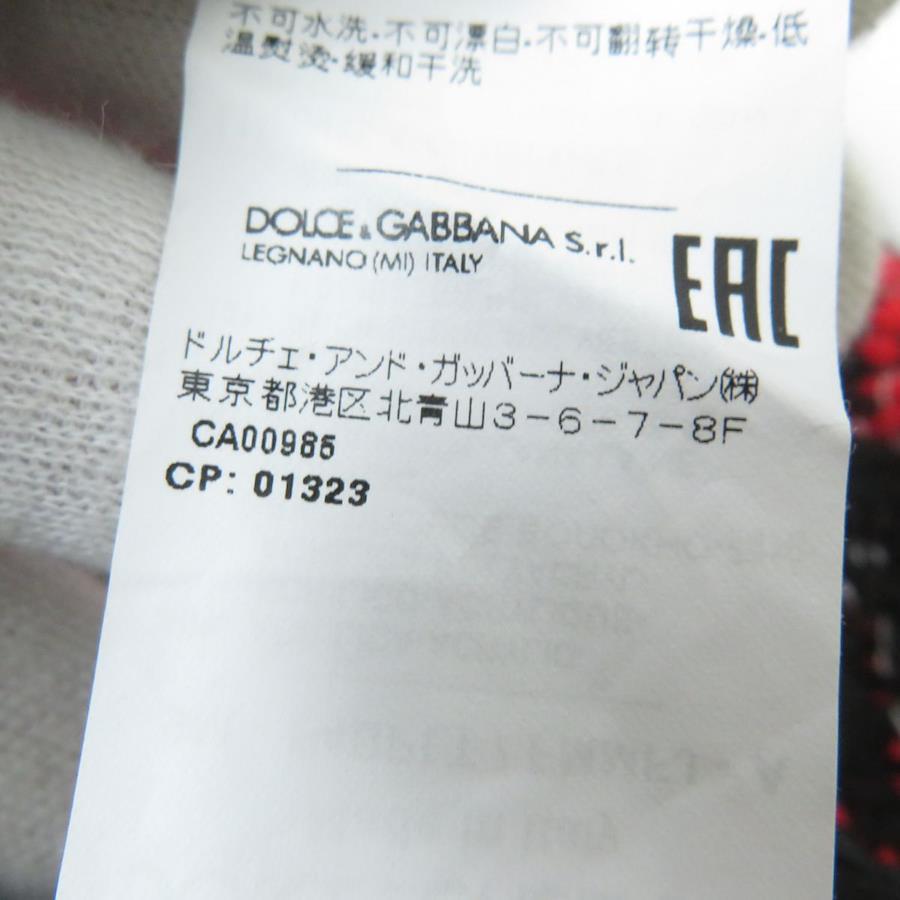 不可水洗·不可漂白·不可翻转干燥·低
温熨烫·缓和干洗
DOLCE & GABBANA S.r.l.
LEGNANO (MI) ITALY
EAC
ドルチェ・アンド・ガッバーナ・ジャパン㈱
東京都港区北青山3-6-7-8F
CA00985
CP: 01323